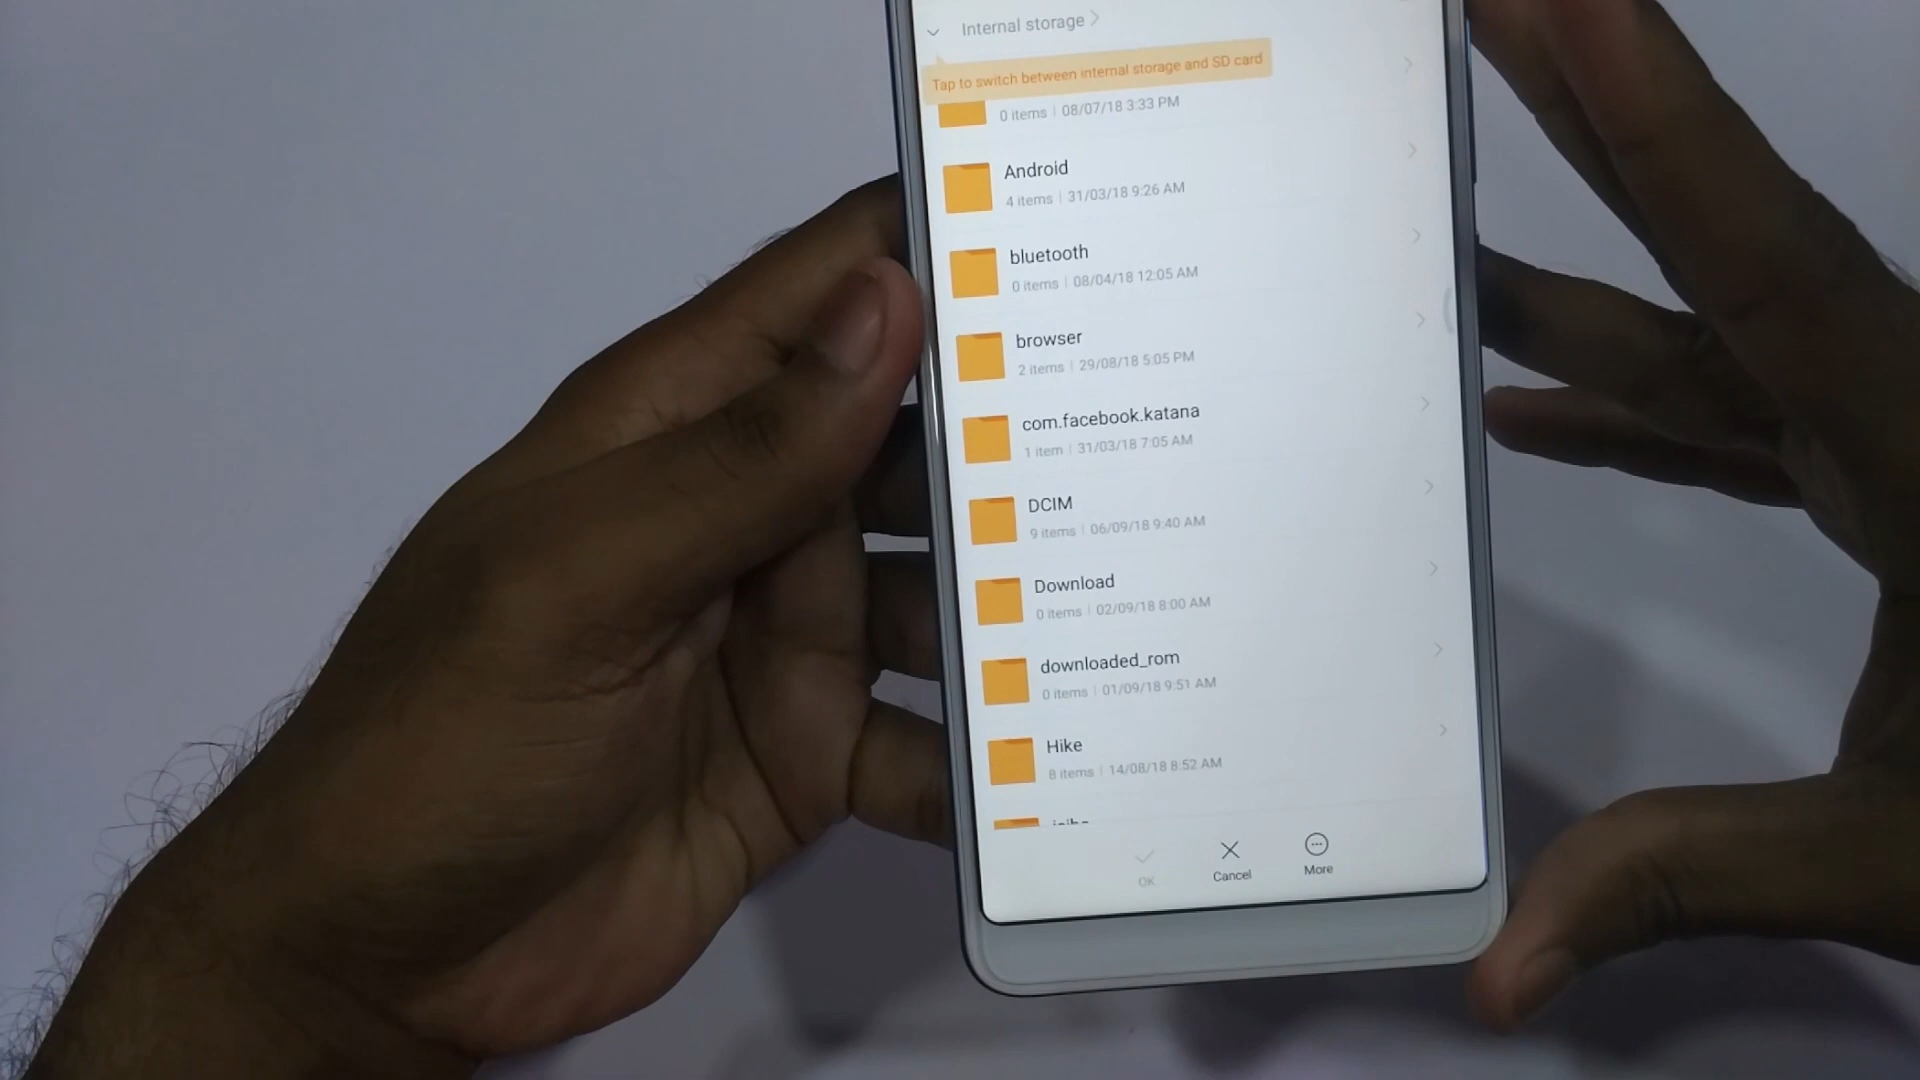 Internal storage
Tap to switch between internal storage and SD card
0 items | 08/07/18 3:33 PM
Android
4 items | 31/03/18 9:26 AM
bluetooth
0 items | 08/04/18 12:05 AM
browser
2 items | 29/08/18 5:05 PM
com.facebook.katana
1 item | 31/03/18 7:05 AM
DCIM
9 items | 06/09/18 9:40 AM
Download
0 items | 02/09/18 8:00 AM
downloaded_rom
0 items | 01/09/18 9:51 AM
Hike
8 items | 14/08/18 8:52 AM
OK
Cancel
More